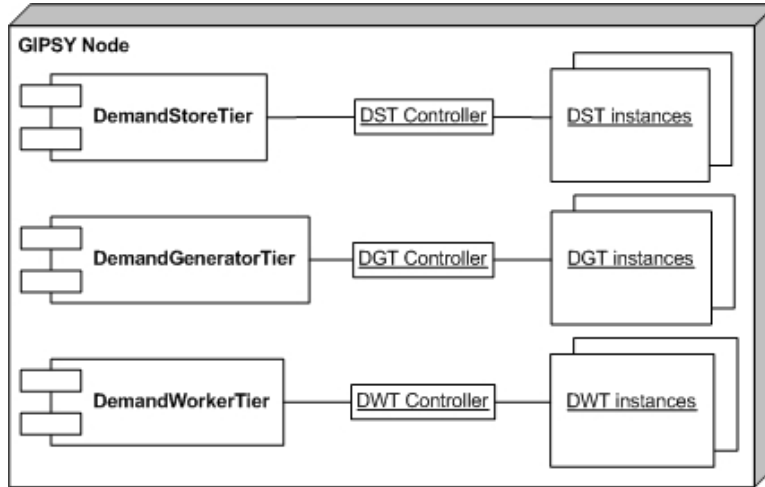 GIPSY Node
DemandStoreTier
DST Controller
DST instances
DemandGeneratorTier
DGT Controller
DGT instances
DemandWorkerTier
DWT Controller
DWT instances